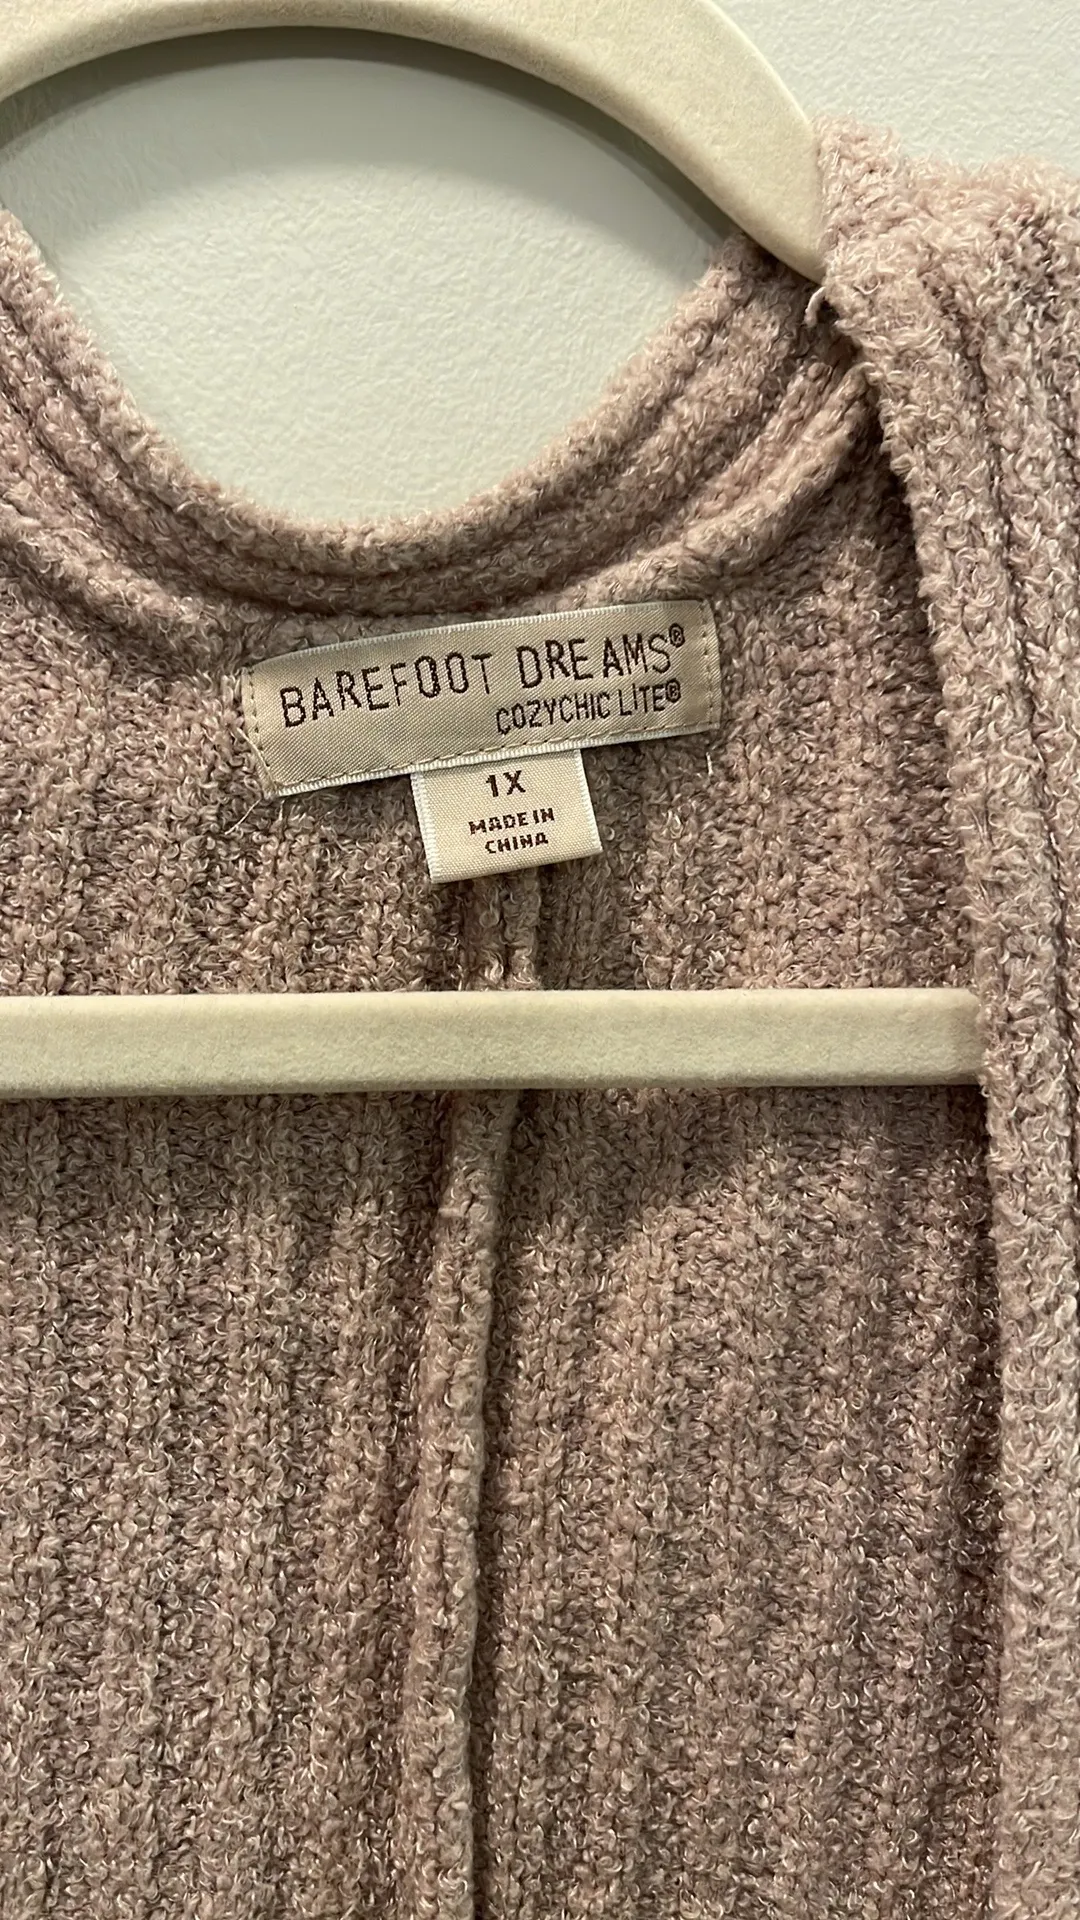 BAREFOOT DREAMS®
COZYCHIC LITE®
1X
MADE IN
CHINA